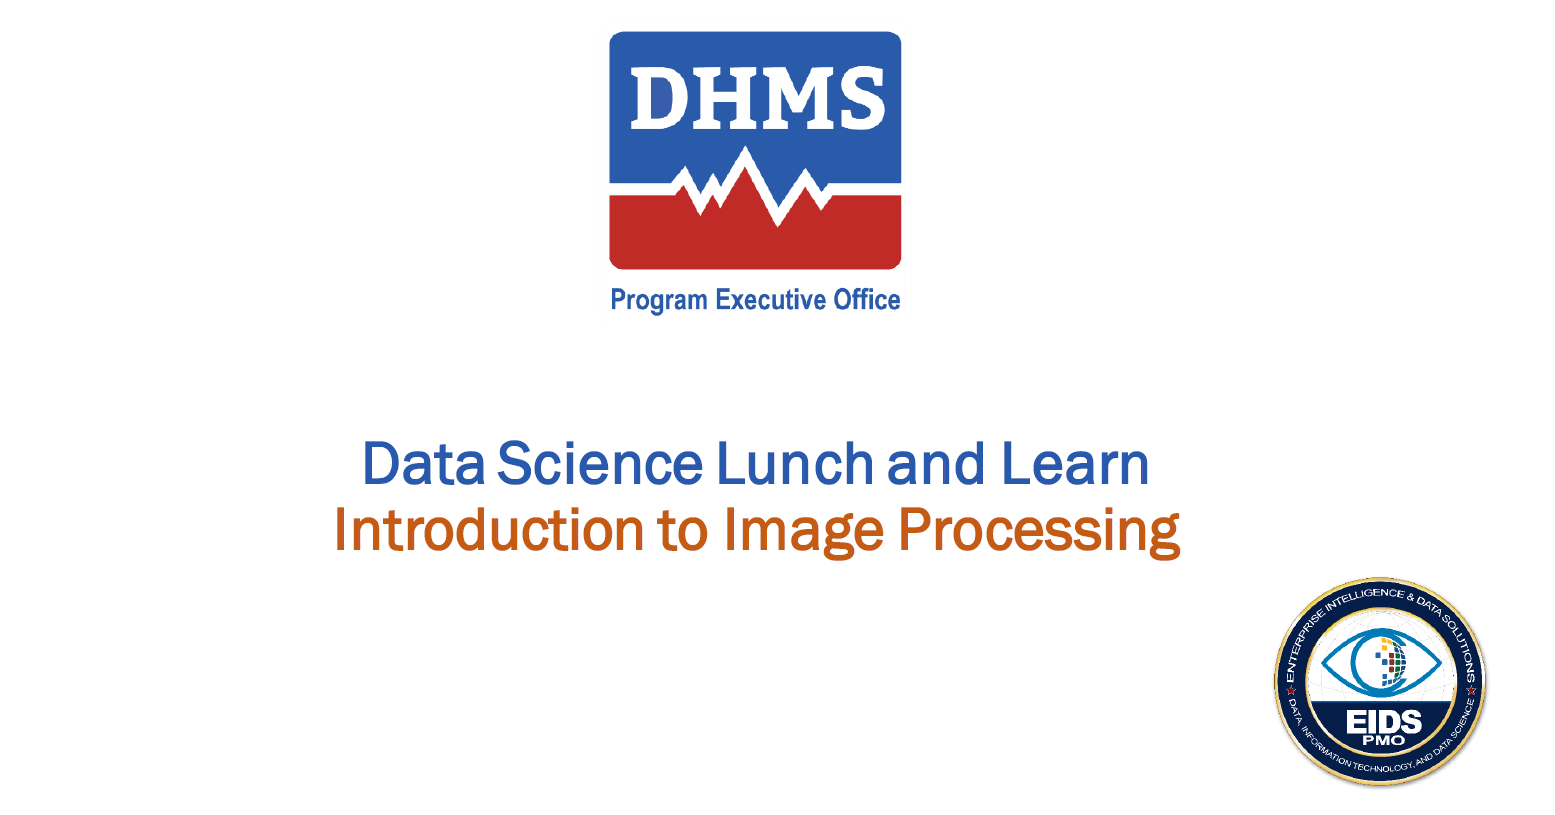 DHMS
Program Executive Office
Data Science Lunch and Learn
Introduction to Image Processing
ENTERPRISE INTELLIGENCE & DATA SOLUTIONS
EIDS
PMO
DATA, INFORMATION TECHNOLOGY, AND DATA SCIENCE